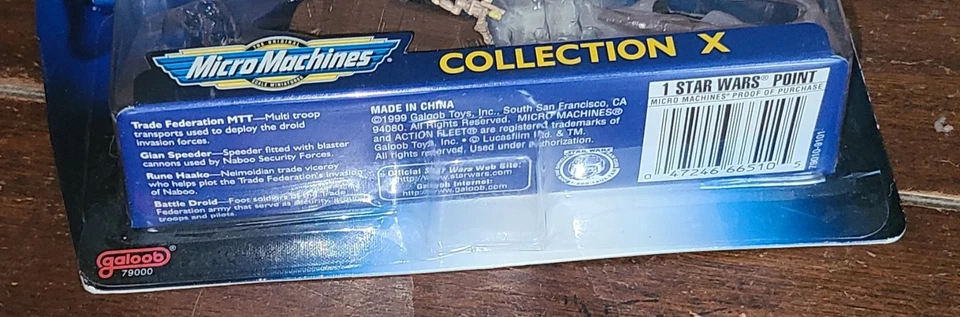 THE ORIGINAL
Micro Machines®
SCALE MINIATURES
COLLECTION X
Trade Federation MTT—Multi troop
transports used to deploy the droid
invasion forces.
Gian Speeder—Speeder fitted with blaster
cannons used by Naboo Security Forces.
Rune Haako—Neimoidian trade viceroy
who helps plot the Trade Federation's invasion
of Naboo.
Battle Droid—Foot soldiers of the Trade
Federation army that serve as security,
troops and pilots.
MADE IN CHINA
©1999 Galoob Toys, Inc., South San Francisco, CA
94080. All Rights Reserved. MICRO MACHINES®
and ACTION FLEET® are registered trademarks of
Galoob Toys, Inc. • © Lucasfilm Ltd. & TM.
All rights reserved. Used under authorization.
Official Star Wars Web Site:
http://www.starwars.com
Galoob Internet:
http://www.galoob.com
1 STAR WARS® POINT
MICRO MACHINES® PROOF OF PURCHASE
0 47246 66510 5
79010-9101
galoob®
79000